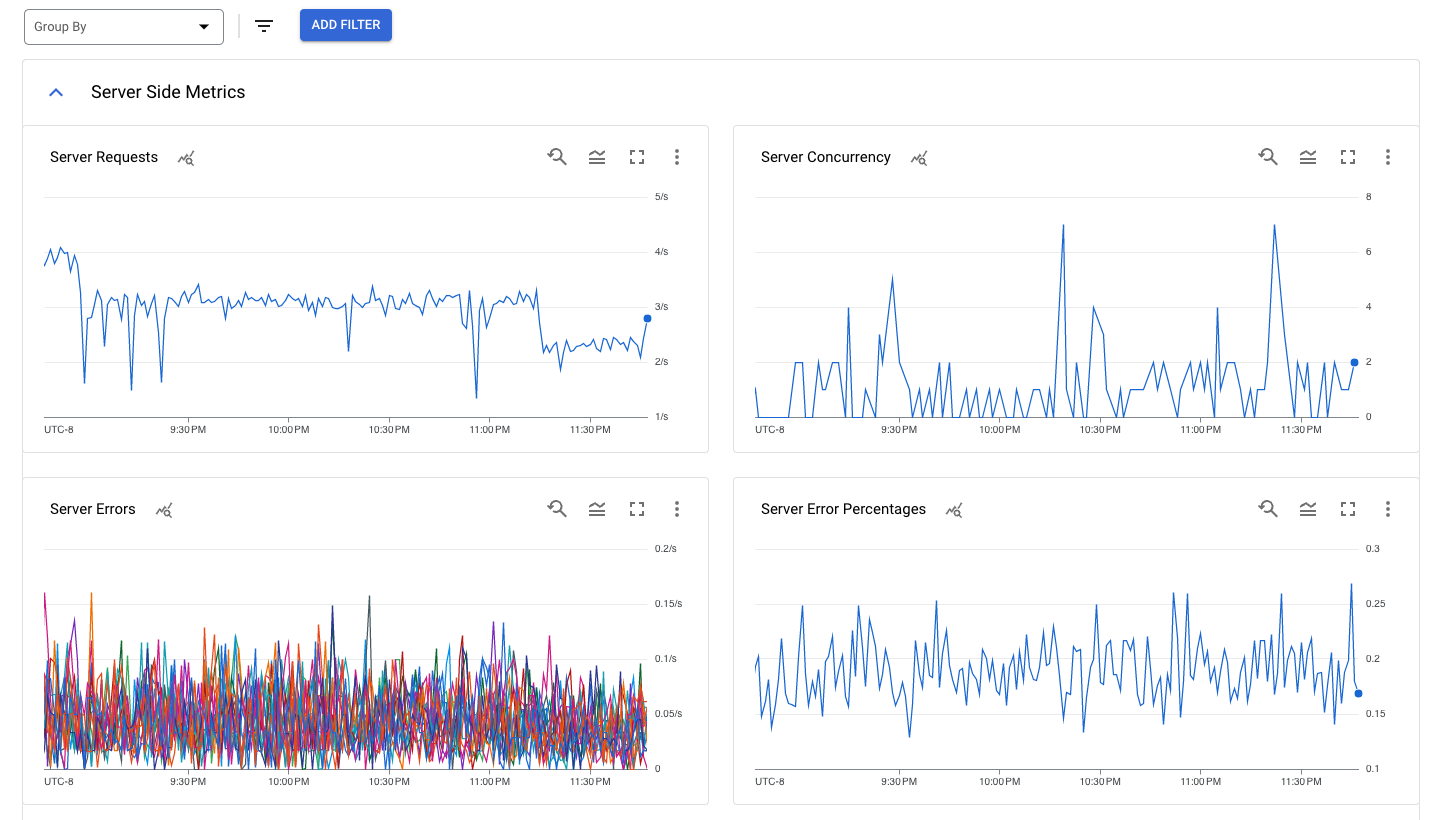 Group By
ADD FILTER
Server Side Metrics
Server Requests
5/s
4/s
3/s
2/s
1/s
UTC-8 9:30 PM 10:00 PM 10:30 PM 11:00 PM 11:30 PM
Server Concurrency
8
6
4
2
0
UTC-8 9:30 PM 10:00 PM 10:30 PM 11:00 PM 11:30 PM
Server Errors
0.2/s
0.15/s
0.1/s
0.05/s
0
UTC-8 9:30 PM 10:00 PM 10:30 PM 11:00 PM 11:30 PM
Server Error Percentages
0.3
0.25
0.2
0.15
0.1
UTC-8 9:30 PM 10:00 PM 10:30 PM 11:00 PM 11:30 PM